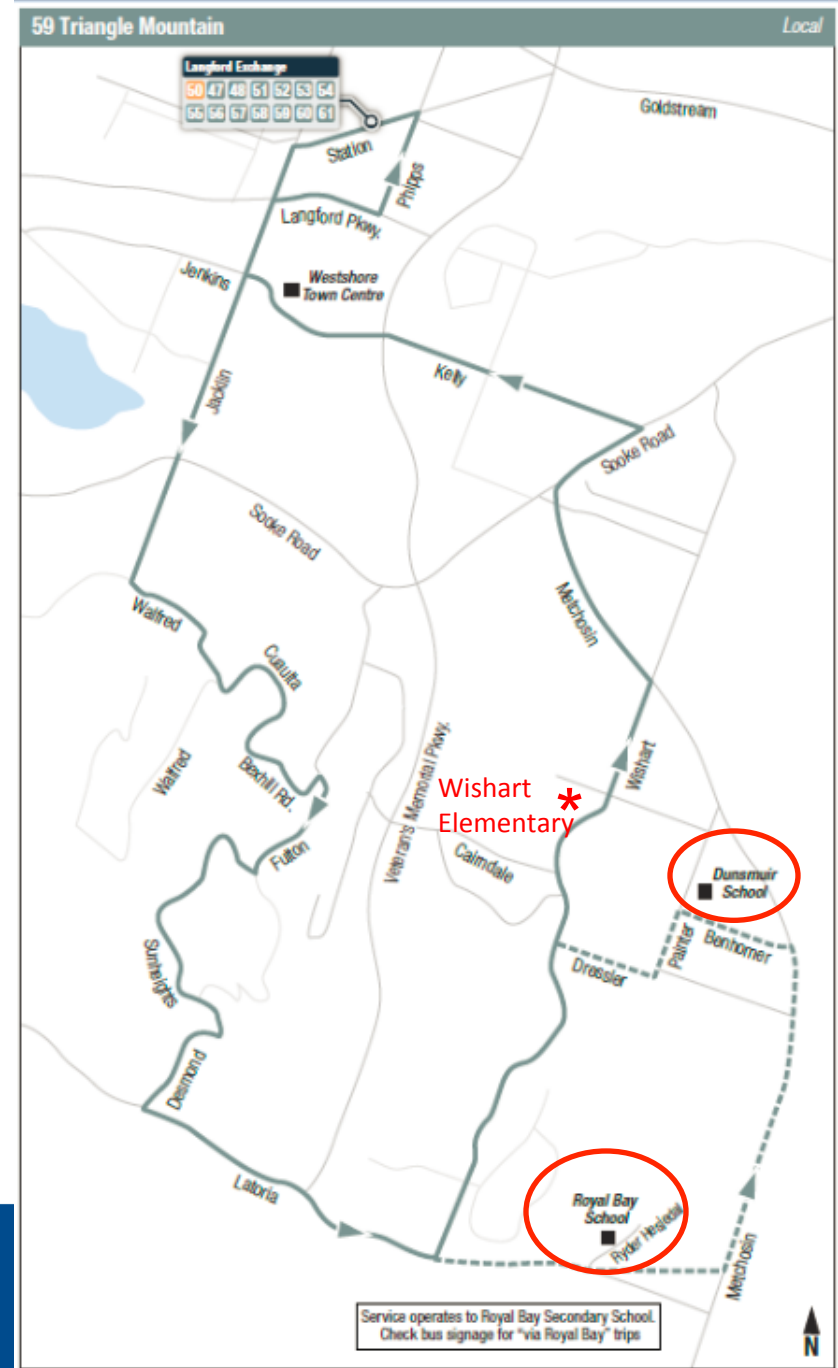 59 Triangle Mountain
Local
Langford Exchange
50 47 48 51 52 53 54
55 56 57 58 59 60 61
Goldstream
Station
Phipps
Langford Pkwy.
Jenkins
Westshore
Town Centre
Jacklin
Kelly
Sooke Road
Sooke Road
Metchosin
Walfred
Cuaulta
Walfred
Bexhill Rd.
Fulton
Veteran's Memorial Pkwy.
Wishart
Wishart
Elementary
*
Calmdale
Dunsmuir
School
Painter
Benhomer
Dressler
Sunheights
Desmond
Latoria
Royal Bay
School
Ryder Hesjedal
Metchosin
Service operates to Royal Bay Secondary School.
Check bus signage for "via Royal Bay" trips
N